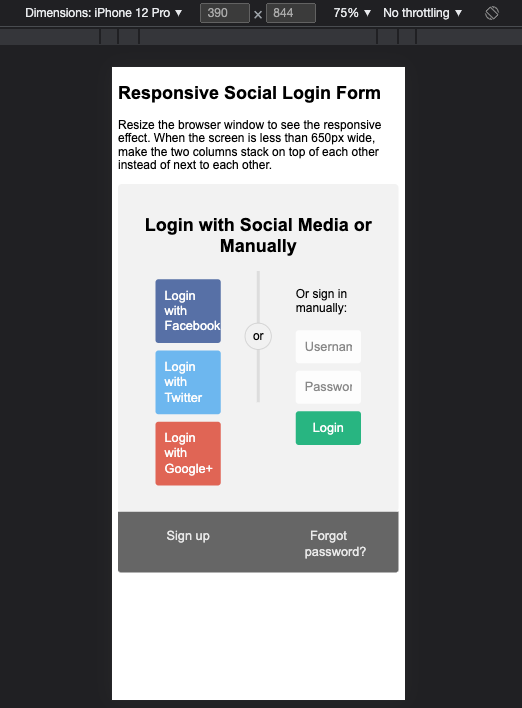 Dimensions: iPhone 12 Pro ▼ 390 × 844 75% ▼ No throttling ▼
Responsive Social Login Form
Resize the browser window to see the responsive
effect. When the screen is less than 650px wide,
make the two columns stack on top of each other
instead of next to each other.
Login with Social Media or
Manually
Login
with
Facebook
Login
with
Twitter
Login
with
Google+
or
Or sign in
manually:
Usernan
Passwor
Login
Sign up
Forgot
password?